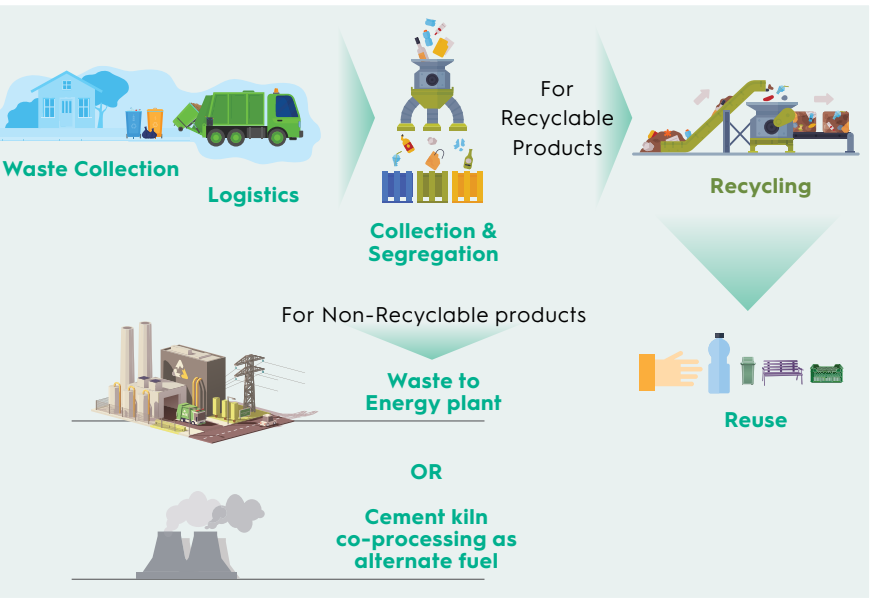 Waste Collection
Logistics
Collection &
Segregation
For
Recyclable
Products
Recycling
Reuse
For Non-Recyclable products
Waste to
Energy plant
OR
Cement kiln
co-processing as
alternate fuel